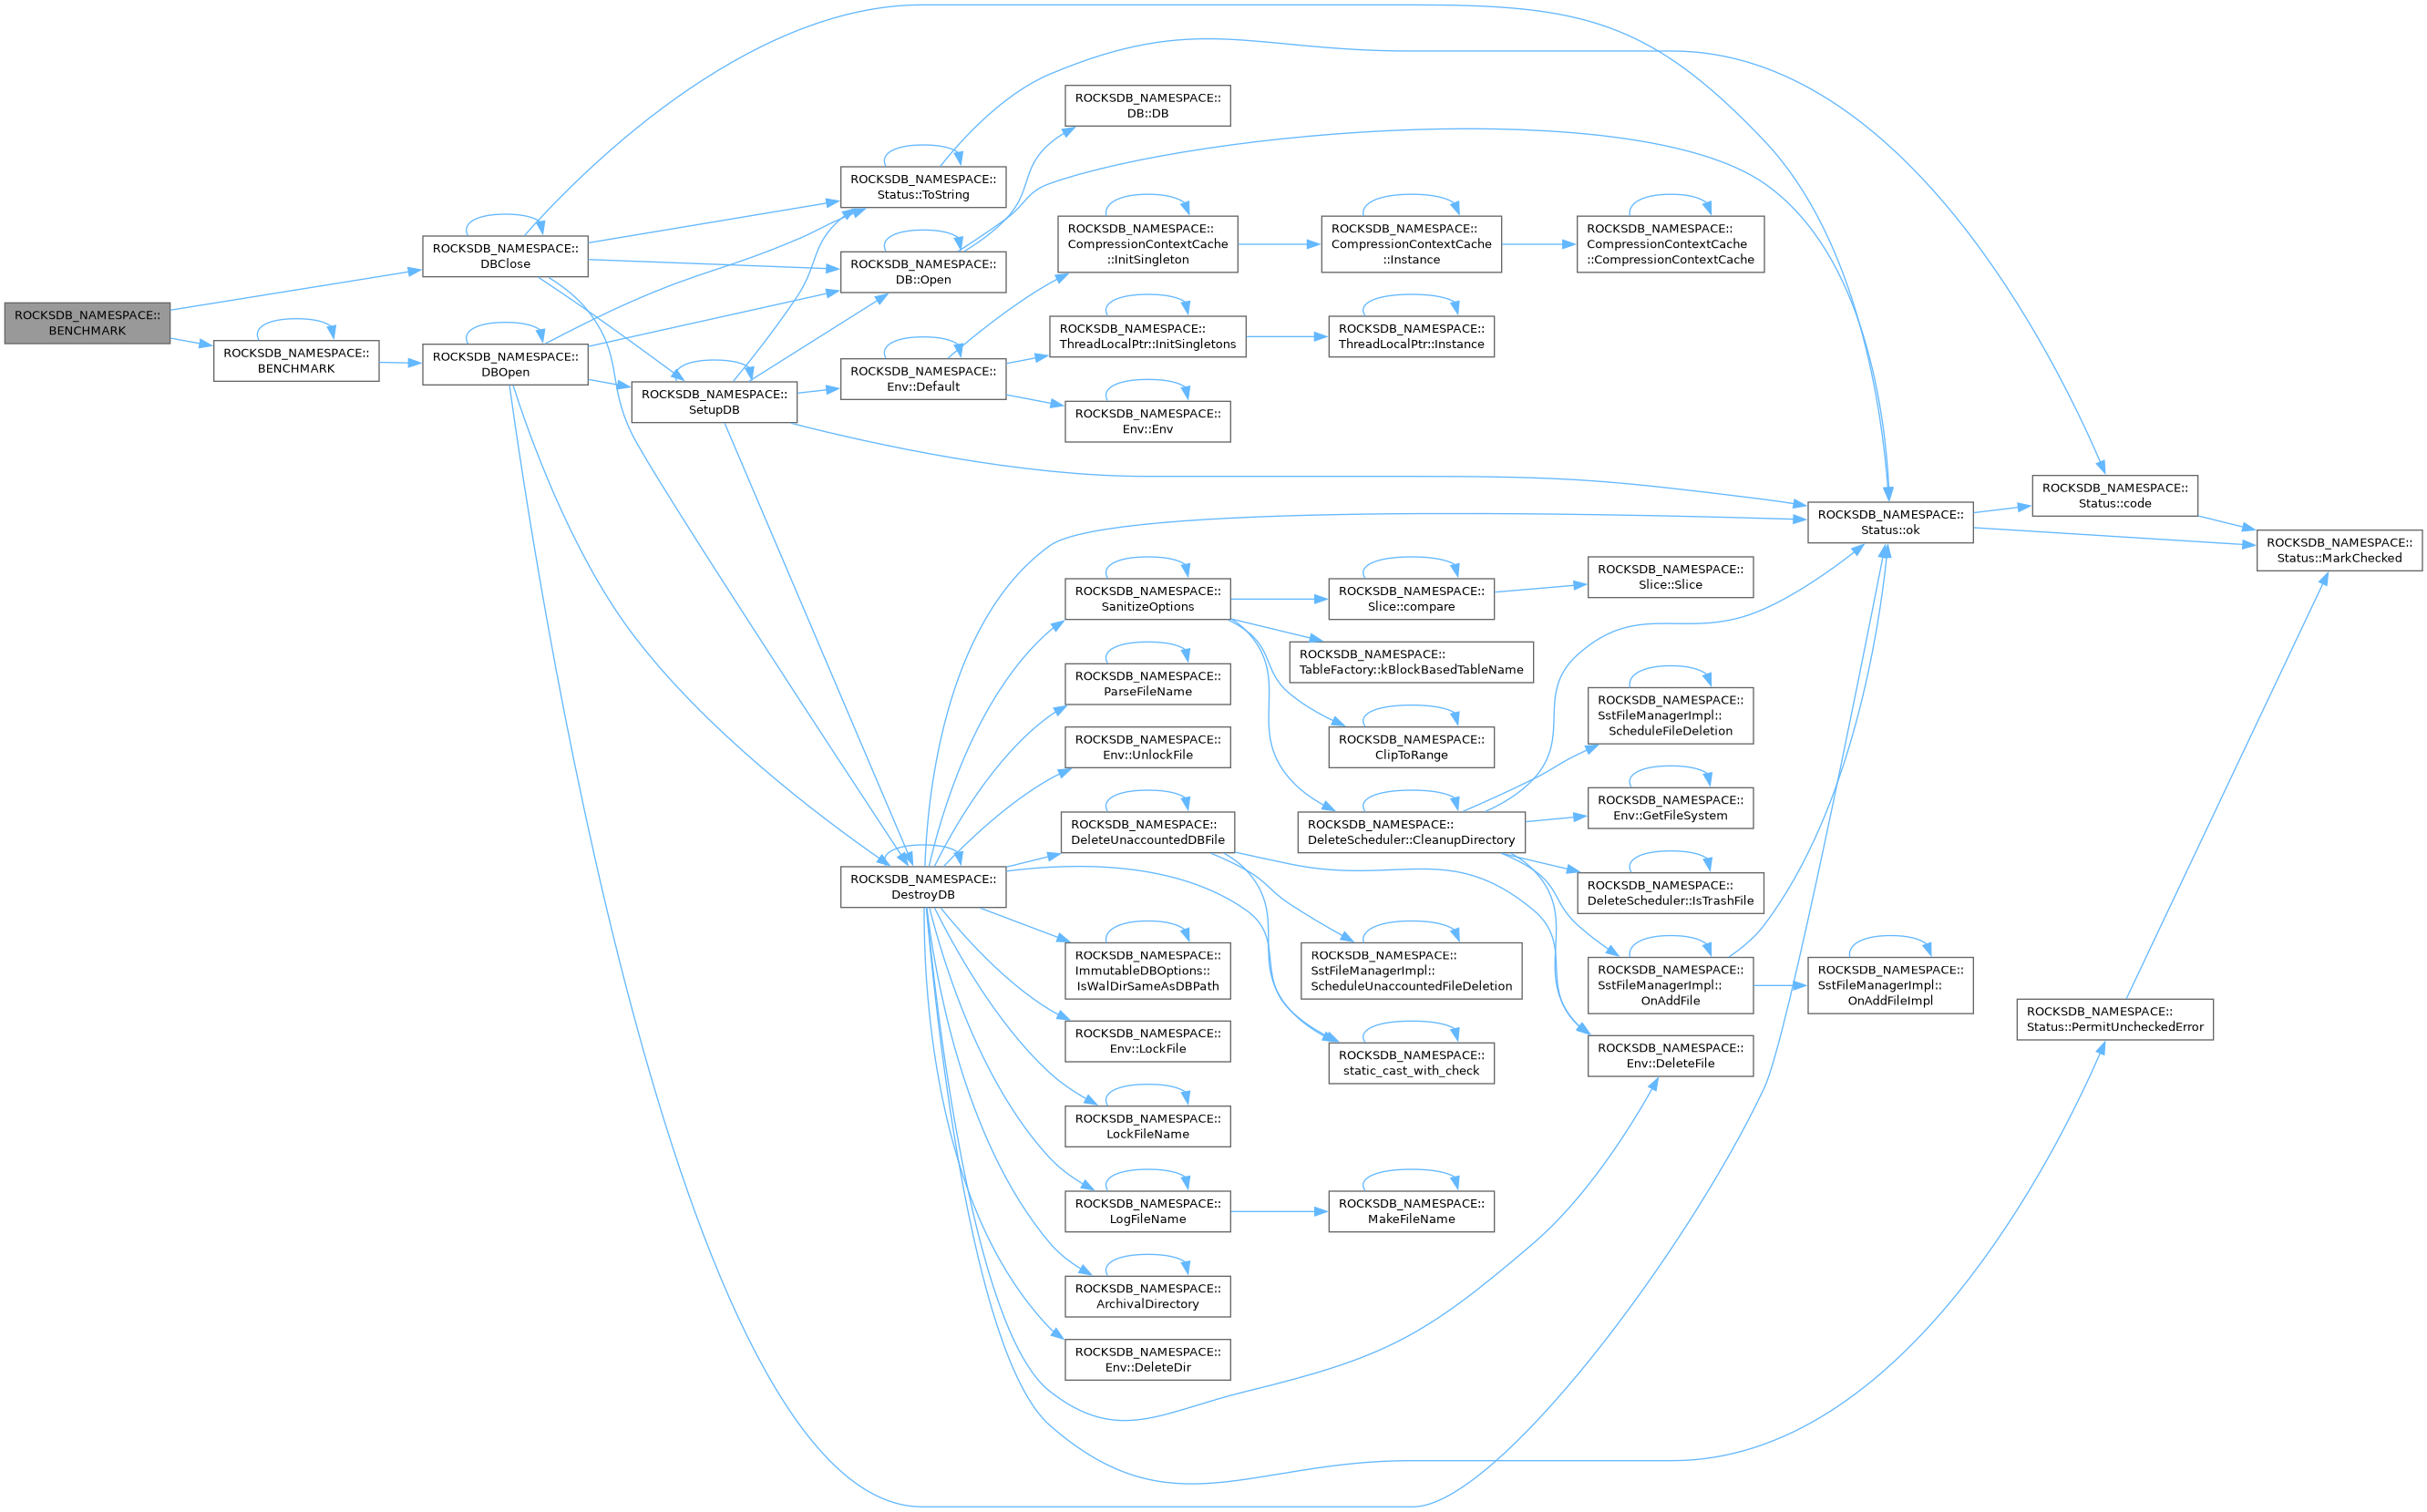 ROCKSDB_NAMESPACE::
BENCHMARK
ROCKSDB_NAMESPACE::
BENCHMARK
ROCKSDB_NAMESPACE::
DBClose
ROCKSDB_NAMESPACE::
DBOpen
ROCKSDB_NAMESPACE::
SetupDB
ROCKSDB_NAMESPACE::
Status::ToString
ROCKSDB_NAMESPACE::
DB::Open
ROCKSDB_NAMESPACE::
Env::Default
ROCKSDB_NAMESPACE::
DestroyDB
ROCKSDB_NAMESPACE::
DB::DB
ROCKSDB_NAMESPACE::
CompressionContextCache
::InitSingleton
ROCKSDB_NAMESPACE::
ThreadLocalPtr::InitSingletons
ROCKSDB_NAMESPACE::
Env::Env
ROCKSDB_NAMESPACE::
SanitizeOptions
ROCKSDB_NAMESPACE::
ParseFileName
ROCKSDB_NAMESPACE::
Env::UnlockFile
ROCKSDB_NAMESPACE::
DeleteUnaccountedDBFile
ROCKSDB_NAMESPACE::
ImmutableDBOptions::
IsWalDirSameAsDBPath
ROCKSDB_NAMESPACE::
Env::LockFile
ROCKSDB_NAMESPACE::
LockFileName
ROCKSDB_NAMESPACE::
LogFileName
ROCKSDB_NAMESPACE::
ArchivalDirectory
ROCKSDB_NAMESPACE::
Env::DeleteDir
ROCKSDB_NAMESPACE::
CompressionContextCache
::Instance
ROCKSDB_NAMESPACE::
ThreadLocalPtr::Instance
ROCKSDB_NAMESPACE::
Slice::compare
ROCKSDB_NAMESPACE::
TableFactory::kBlockBasedTableName
ROCKSDB_NAMESPACE::
ClipToRange
ROCKSDB_NAMESPACE::
DeleteScheduler::CleanupDirectory
ROCKSDB_NAMESPACE::
SstFileManagerImpl::
ScheduleUnaccountedFileDeletion
ROCKSDB_NAMESPACE::
static_cast_with_check
ROCKSDB_NAMESPACE::
MakeFileName
ROCKSDB_NAMESPACE::
CompressionContextCache
::CompressionContextCache
ROCKSDB_NAMESPACE::
Slice::Slice
ROCKSDB_NAMESPACE::
SstFileManagerImpl::
ScheduleFileDeletion
ROCKSDB_NAMESPACE::
Env::GetFileSystem
ROCKSDB_NAMESPACE::
DeleteScheduler::IsTrashFile
ROCKSDB_NAMESPACE::
SstFileManagerImpl::
OnAddFile
ROCKSDB_NAMESPACE::
Env::DeleteFile
ROCKSDB_NAMESPACE::
Status::ok
ROCKSDB_NAMESPACE::
SstFileManagerImpl::
OnAddFileImpl
ROCKSDB_NAMESPACE::
Status::code
ROCKSDB_NAMESPACE::
Status::PermitUncheckedError
ROCKSDB_NAMESPACE::
Status::MarkChecked